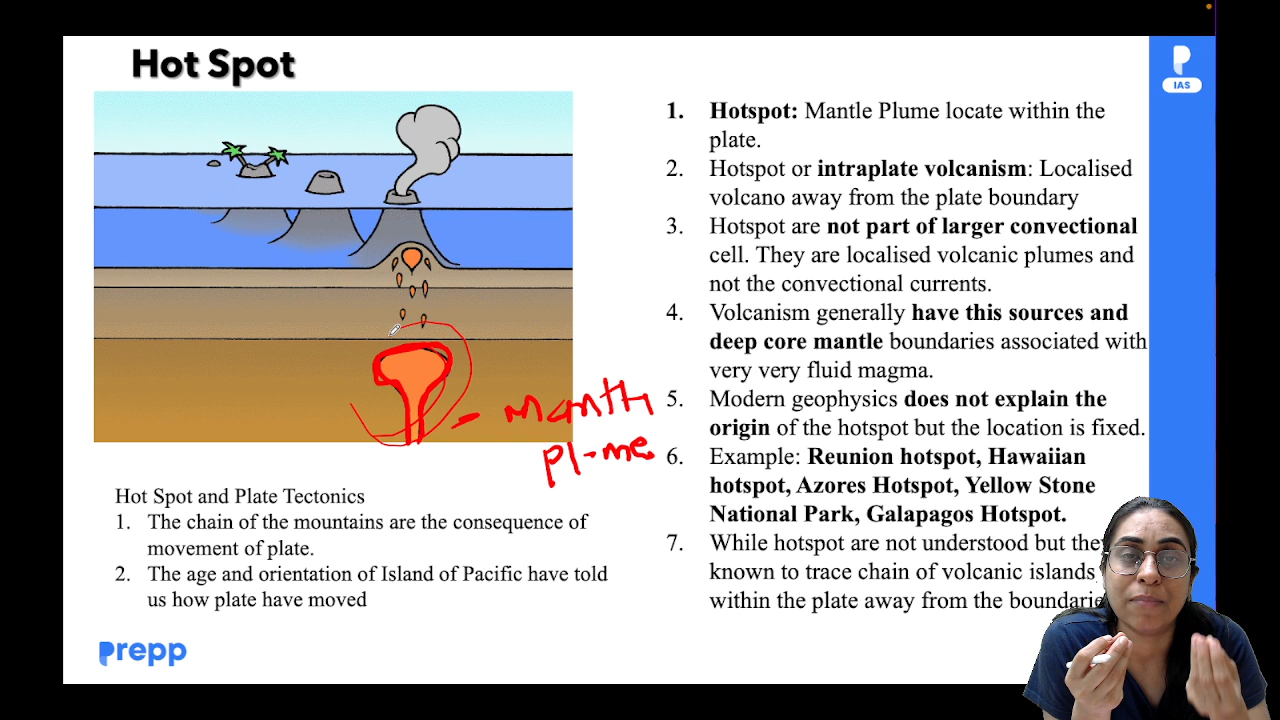 Hot Spot
IAS
1. Hotspot: Mantle Plume locate within the
plate.
2. Hotspot or intraplate volcanism: Localised
volcano away from the plate boundary
3. Hotspot are not part of larger convectional
cell. They are localised volcanic plumes and
not the convectional currents.
4. Volcanism generally have this sources and
deep core mantle boundaries associated with
very very fluid magma.
5. Modern geophysics does not explain the
origin of the hotspot but the location is fixed.
6. Example: Reunion hotspot, Hawaiian
hotspot, Azores Hotspot, Yellow Stone
National Park, Galapagos Hotspot.
7. While hotspot are not understood but
known to trace chain of volcanic islands
within the plate away from the
Hot Spot and Plate Tectonics
1. The chain of the mountains are the consequence of
movement of plate.
2. The age and orientation of Island of Pacific have told
us how plate have moved
prepp